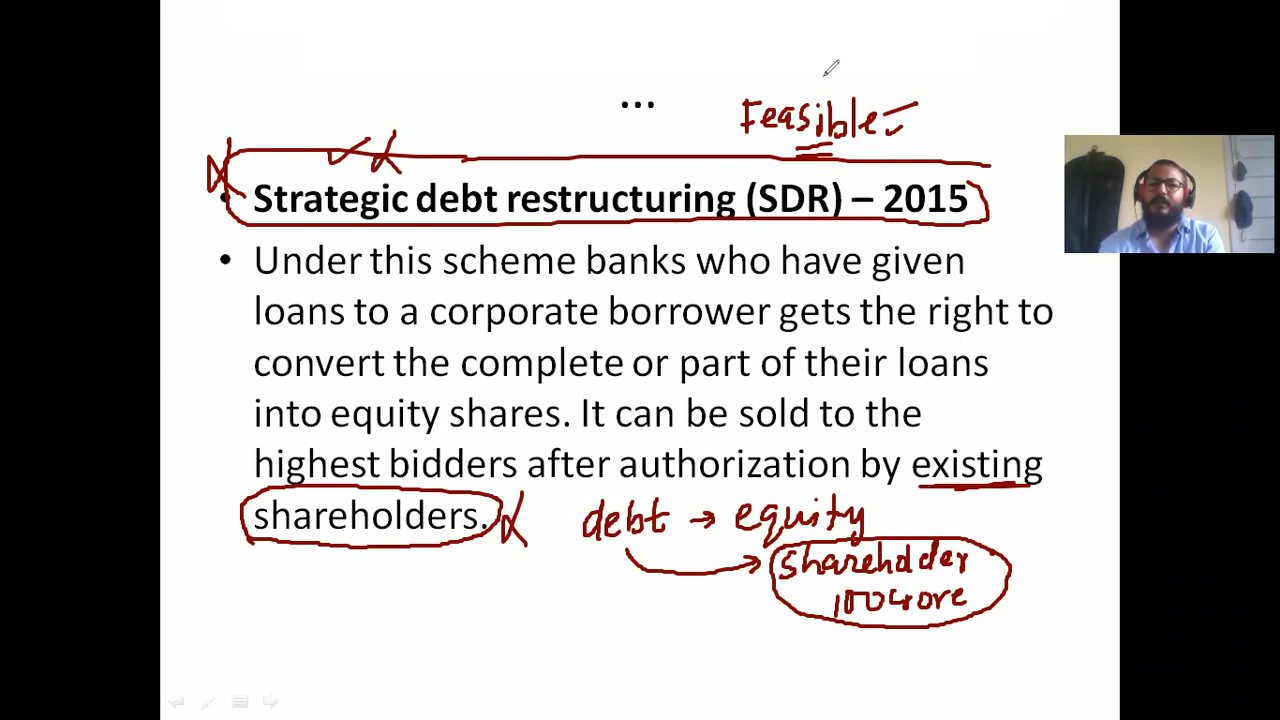 ...
Feasible
• Strategic debt restructuring (SDR) – 2015
• Under this scheme banks who have given
loans to a corporate borrower gets the right to
convert the complete or part of their loans
into equity shares. It can be sold to the
highest bidders after authorization by existing
shareholders.
debt → equity
shareholder
100 crore